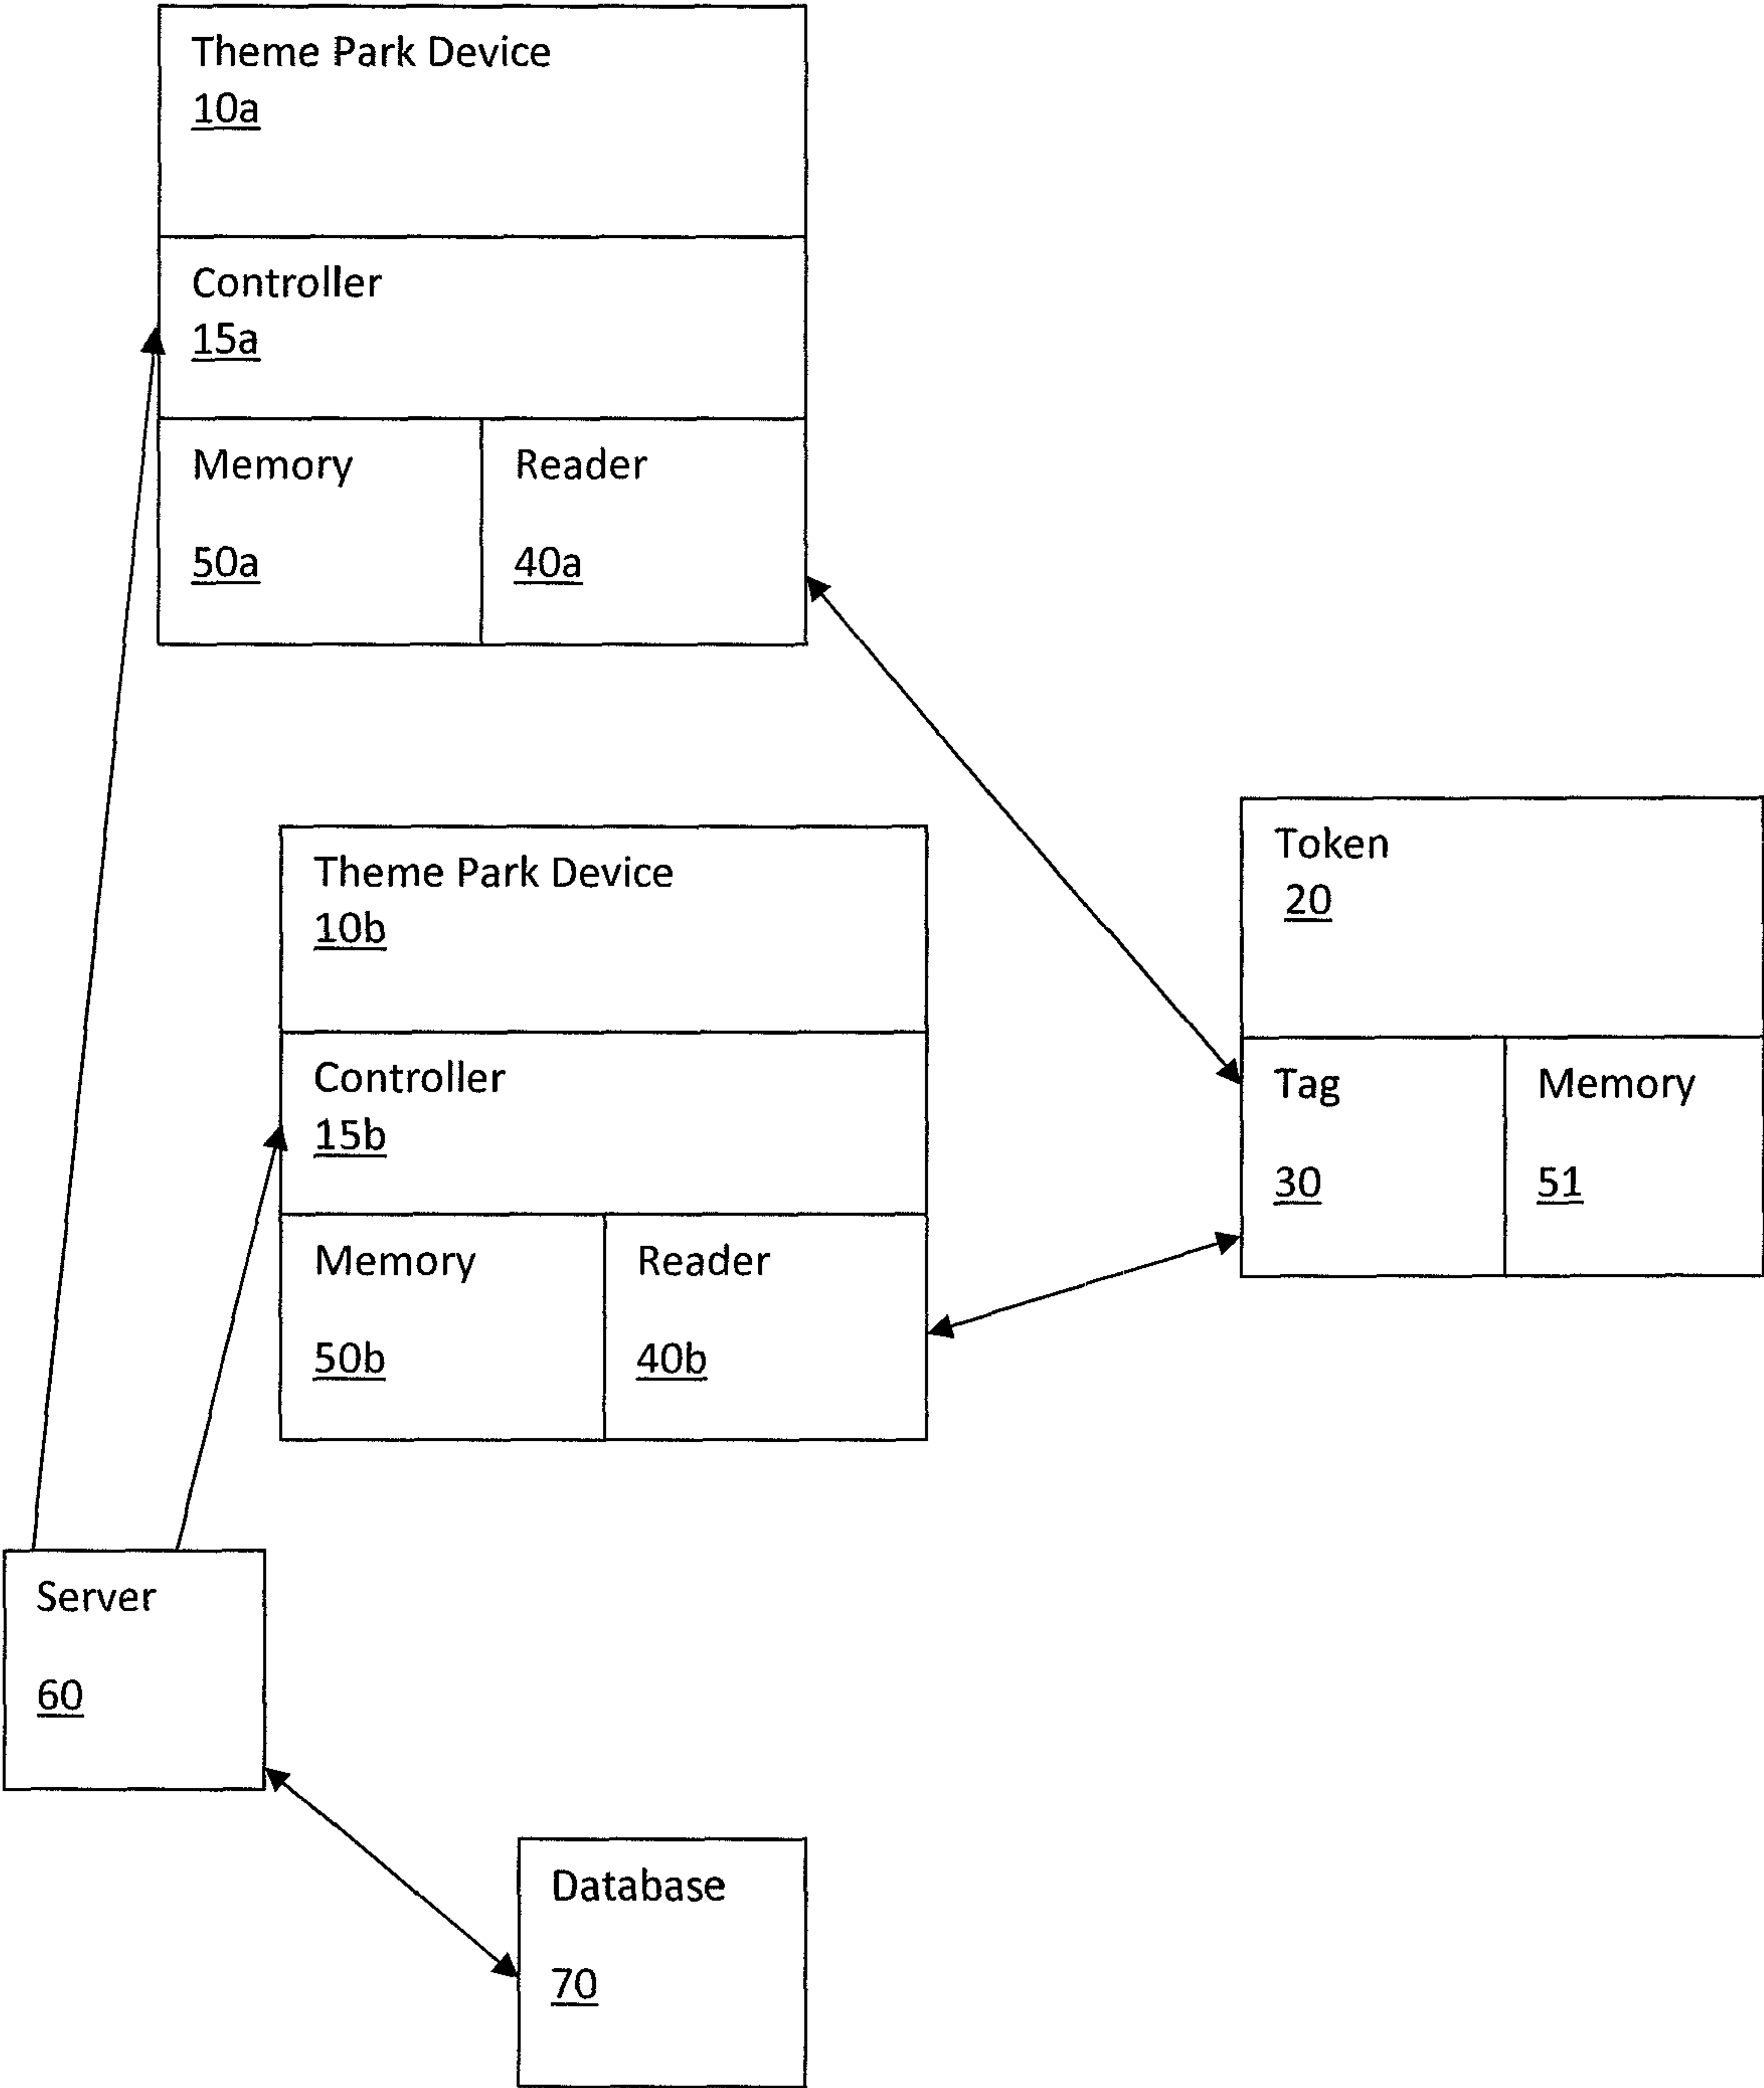 Theme Park Device
10a
Controller
15a
Memory
Reader
50a
40a
Theme Park Device
10b
Controller
15b
Memory
Reader
50b
40b
Token
20
Tag
Memory
30
51
Server
60
Database
70